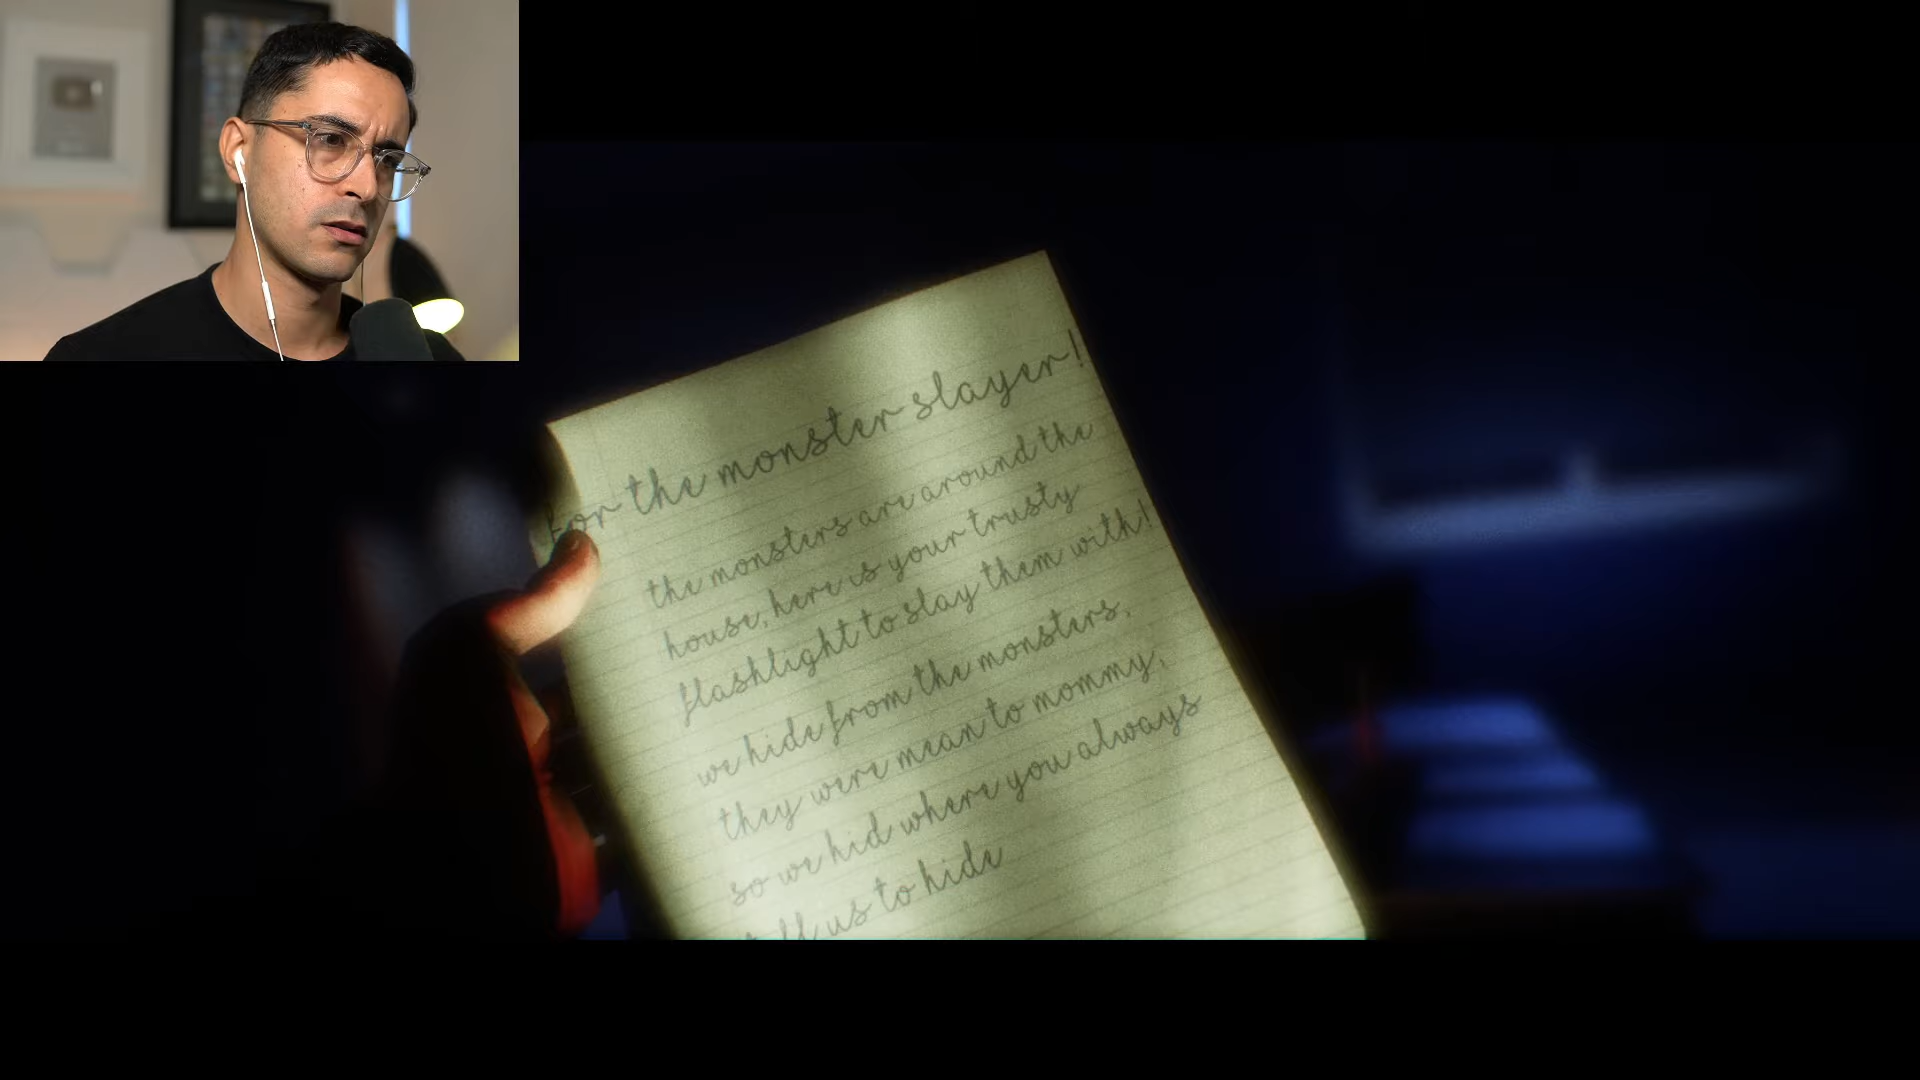 For the monster slayer!
the monsters are around the
house, here is your trusty
flashlight to slay them with!
we hide from the monsters,
they were mean to mommy,
so we hid where you always
tell us to hide